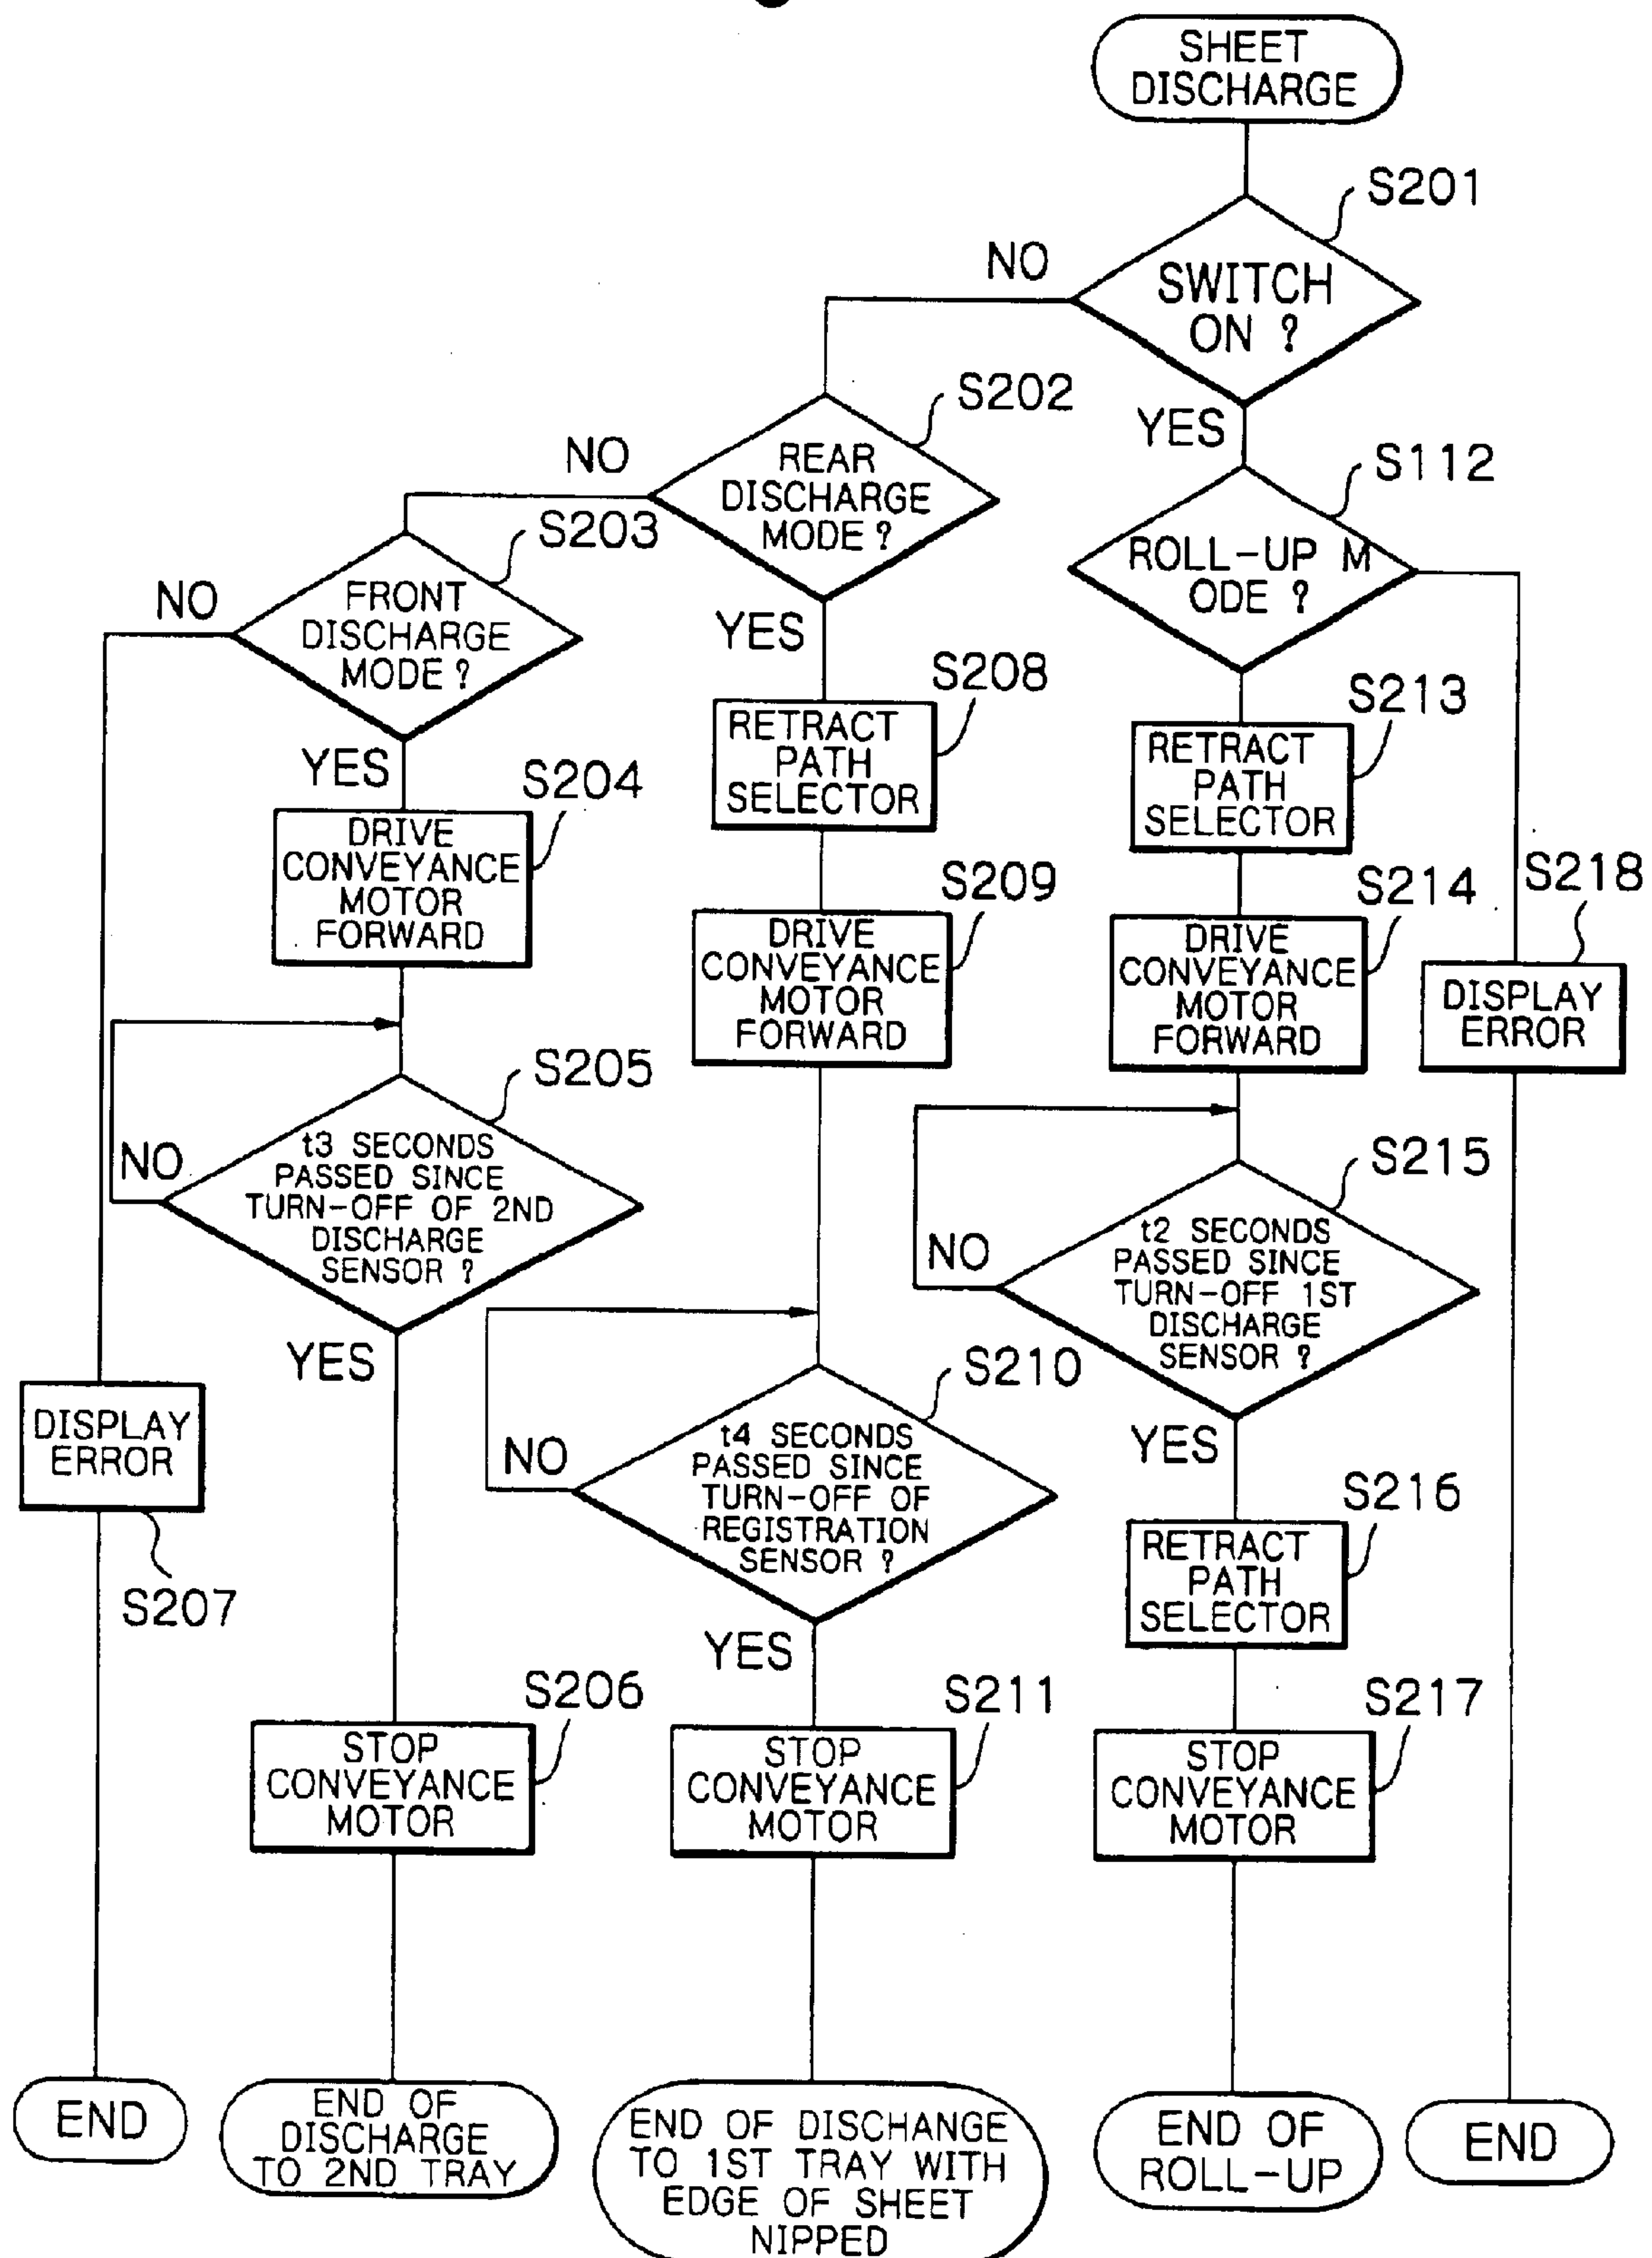 SHEET
DISCHARGE
S201
NO
SWITCH
ON ?
YES
S202
NO
REAR
DISCHARGE
MODE ?
YES
S112
ROLL-UP M
ODE ?
S203
NO
FRONT
DISCHARGE
MODE ?
YES
S208
RETRACT
PATH
SELECTOR
S213
RETRACT
PATH
SELECTOR
S204
DRIVE
CONVEYANCE
MOTOR
FORWARD
S209
DRIVE
CONVEYANCE
MOTOR
FORWARD
S214
DRIVE
CONVEYANCE
MOTOR
FORWARD
S218
DISPLAY
ERROR
S205
NO
t3 SECONDS
PASSED SINCE
TURN-OFF OF 2ND
DISCHARGE
SENSOR ?
YES
S215
NO
t2 SECONDS
PASSED SINCE
TURN-OFF 1ST
DISCHARGE
SENSOR ?
YES
S210
NO
t4 SECONDS
PASSED SINCE
TURN-OFF OF
REGISTRATION
SENSOR ?
YES
DISPLAY
ERROR
S207
S216
RETRACT
PATH
SELECTOR
S206
STOP
CONVEYANCE
MOTOR
S211
STOP
CONVEYANCE
MOTOR
S217
STOP
CONVEYANCE
MOTOR
END
END OF
DISCHARGE
TO 2ND TRAY
END OF DISCHANGE
TO 1ST TRAY WITH
EDGE OF SHEET
NIPPED
END OF
ROLL-UP
END